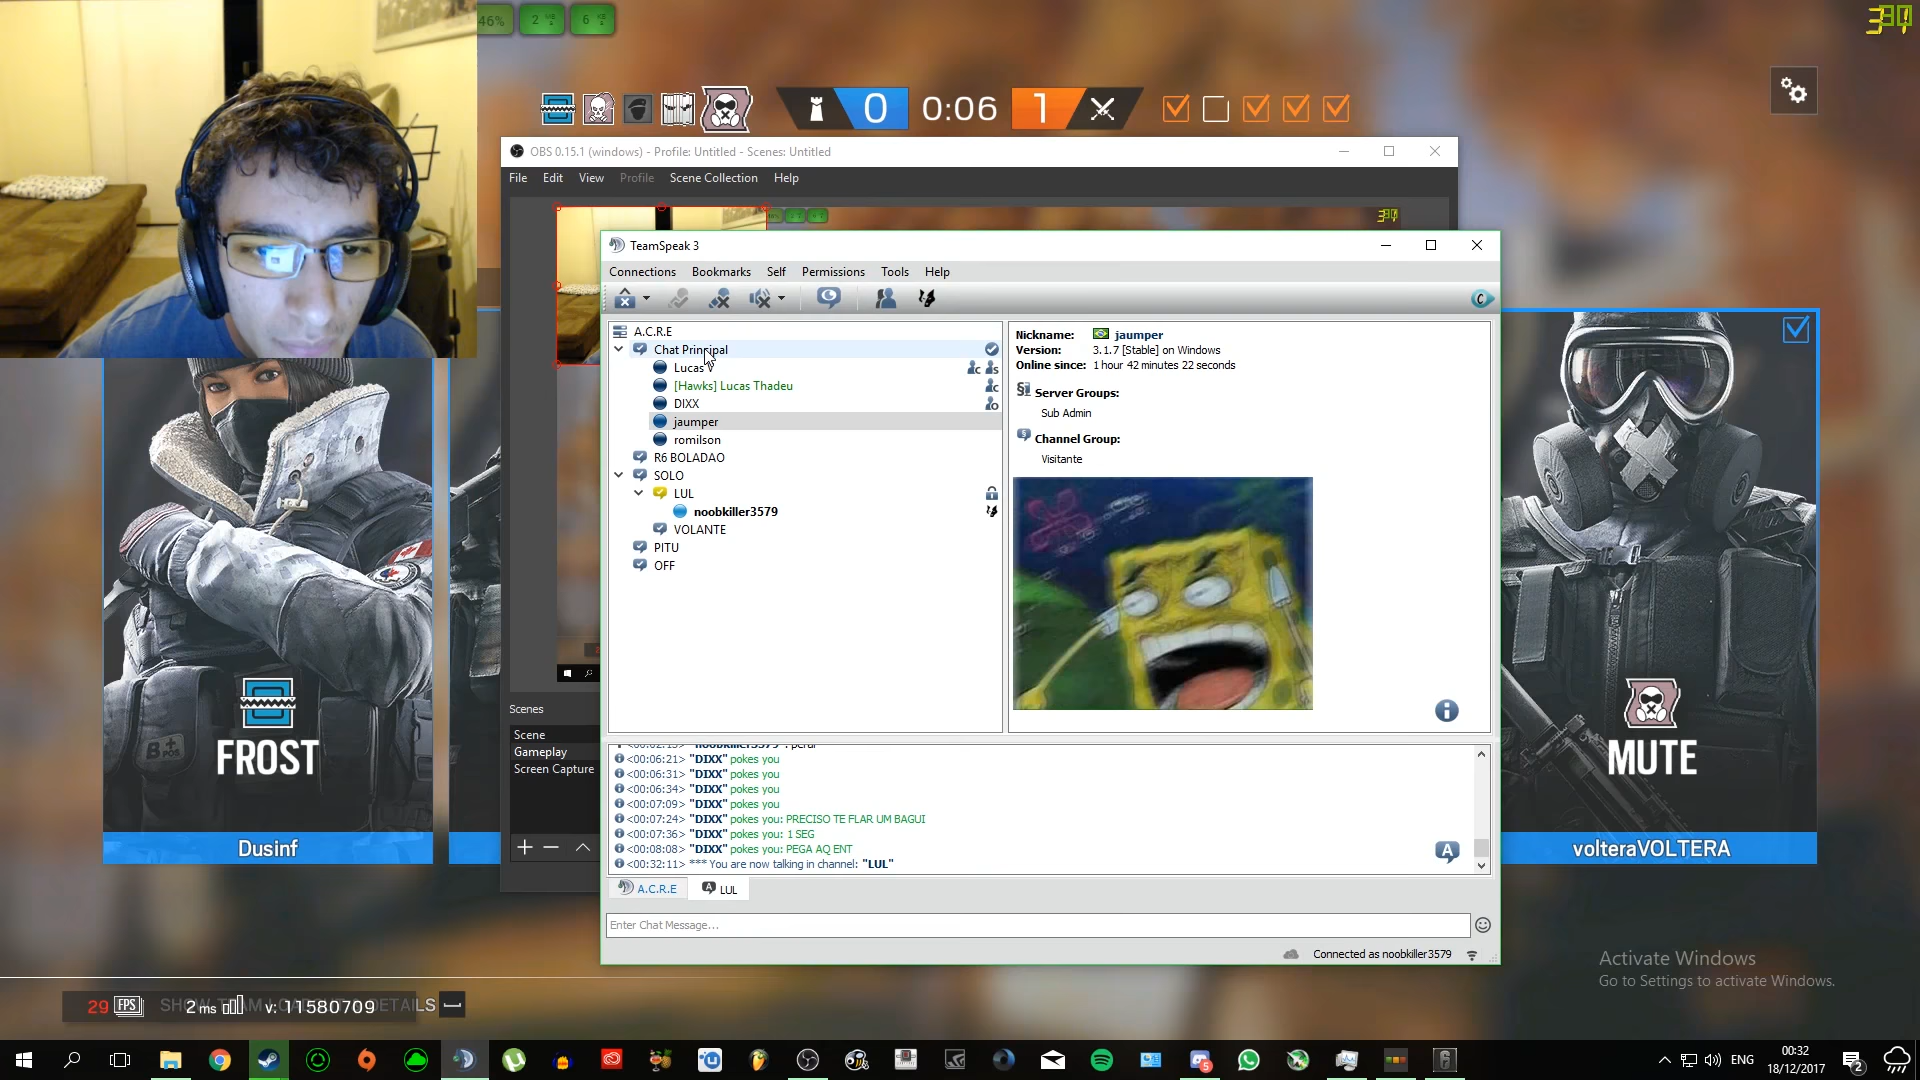 46%
2
6
0
0:06
1
OBS 0.15.1 (windows) - Profile: Untitled - Scenes: Untitled
File Edit View Profile Scene Collection Help
TeamSpeak 3
Connections Bookmarks Self Permissions Tools Help
A.C.R.E
Chat Principal
Lucas V
[Hawks] Lucas Thadeu
DIXX
jaumper
romilson
R6 BOLADAO
SOLO
LUL
noobkiller3579
VOLANTE
PITU
OFF
Nickname: jaumper
Version: 3.1.7 [Stable] on Windows
Online since: 1 hour 42 minutes 22 seconds
Server Groups:
Sub Admin
Channel Group:
Visitante
FROST
Dusinf
MUTE
volteraVOLTERA
Scenes
Scene
Gameplay
Screen Capture
<00:06:21> "DIXX" pokes you
<00:06:31> "DIXX" pokes you
<00:06:34> "DIXX" pokes you
<00:07:09> "DIXX" pokes you
<00:07:24> "DIXX" pokes you: PRECISO TE FLAR UM BAGUI
<00:07:36> "DIXX" pokes you: 1 SEG
<00:08:08> "DIXX" pokes you: PEGA AQ ENT
<00:32:11> *** You are now talking in channel: "LUL"
A.C.R.E
LUL
Enter Chat Message...
Connected as noobkiller3579
Activate Windows
Go to Settings to activate Windows.
29 FPS
2 ms
v: 11580709
ENG
00:32
18/12/2017